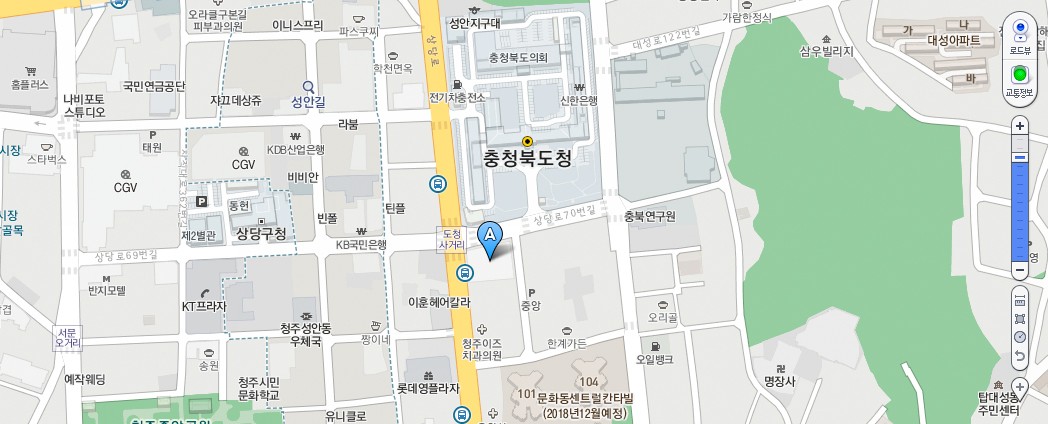 오라클구본길
피부과의원
이니스프리
파스쿠찌
상당로
성안지구대
가람한정식
대성로122번길
가
나
대성아파트
바
삼우빌리지
로드뷰
교통정보
홈플러스
국민연금공단
학천면옥
충청북도의회
전기차충전소
신한은행
나비포토
스튜디오
쟈끄데상쥬
성안길
라붐
P
태원
KDB산업은행
시장
스타벅스
CGV
CGV
비비안
충청북도청
P
동헌
빈폴
틴플
시장
골목
제2별관
상당구청
KB국민은행
도청
사거리
A
상당로70번길
충북연구원
상당로69번길
M
반지모텔
KT프라자
이훈헤어칼라
P
중앙
오리골
청주성안동
우체국
짱이네
서문
오거리
송원
청주이즈
치과의원
한계가든
오일뱅크
예작웨딩
청주시민
문화학교
롯데영플라자
101
104
문화동센트럴칸타빌
(2018년12월예정)
명장사
탑대성동
주민센터
유니클로